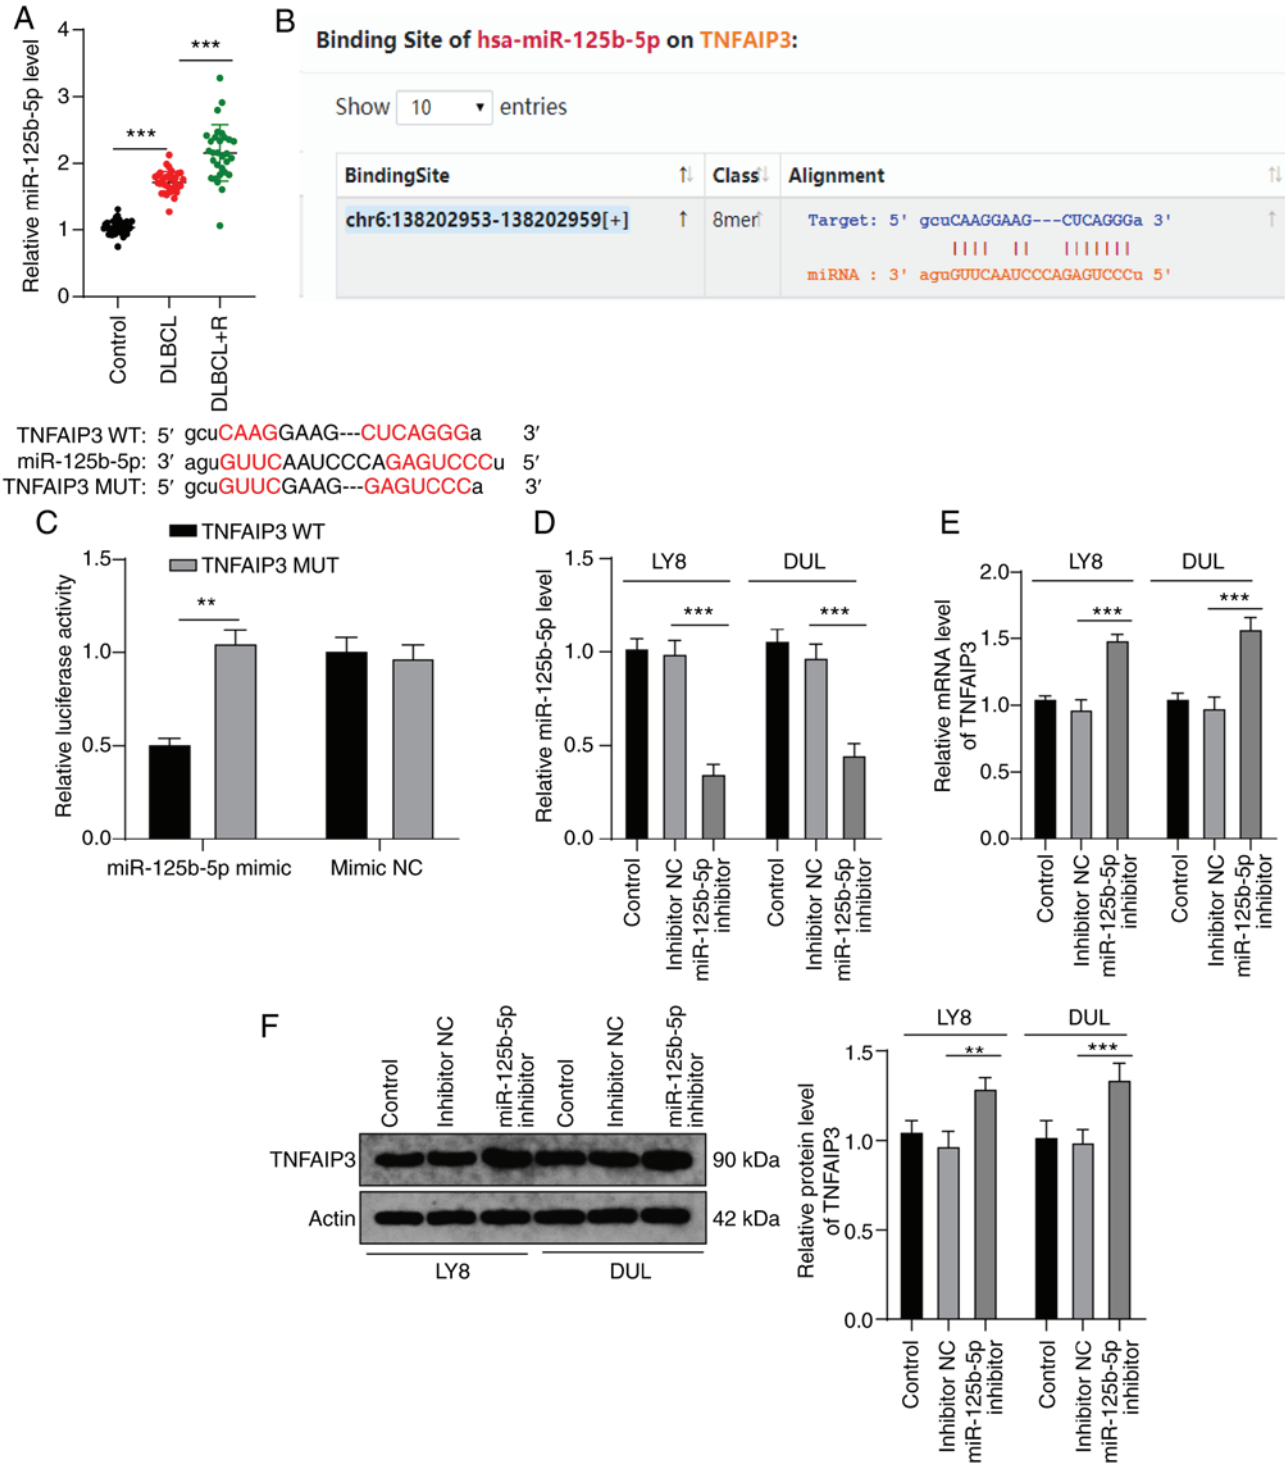 A
Relative miR-125b-5p level
4
3
2
1
0
***
***
Control
DLBCL
DLBCL+R
B
Binding Site of hsa-miR-125b-5p on TNFAIP3:
Show 10 entries
BindingSite Class Alignment
chr6:138202953-138202959[+] 8mer
Target: 5' gcuCAAGGAAG---CUCAGGGa 3'
miRNA : 3' aguGUUCAAUCCCAGAGUCCCu 5'
TNFAIP3 WT: 5′ gcuCAAGGAAG---CUCAGGGa 3′
miR-125b-5p: 3′ aguGUUCAAUCCCAGAGUCCCu 5′
TNFAIP3 MUT: 5′ gcuGUUCGAAG---GAGUCCCa 3′
C
TNFAIP3 WT
TNFAIP3 MUT
Relative luciferase activity
1.5
1.0
0.5
0.0
**
miR-125b-5p mimic
Mimic NC
D
Relative miR-125b-5p level
1.5
1.0
0.5
0.0
LY8
DUL
***
***
Control
Inhibitor NC
miR-125b-5p
inhibitor
Control
Inhibitor NC
miR-125b-5p
inhibitor
E
Relative mRNA level
of TNFAIP3
2.0
1.5
1.0
0.5
0.0
LY8
DUL
***
***
Control
Inhibitor NC
miR-125b-5p
inhibitor
Control
Inhibitor NC
miR-125b-5p
inhibitor
F
Control
Inhibitor NC
miR-125b-5p
inhibitor
Control
Inhibitor NC
miR-125b-5p
inhibitor
TNFAIP3
90 kDa
Actin
42 kDa
LY8
DUL
Relative protein level
of TNFAIP3
1.5
1.0
0.5
0.0
LY8
DUL
**
***
Control
Inhibitor NC
miR-125b-5p
inhibitor
Control
Inhibitor NC
miR-125b-5p
inhibitor